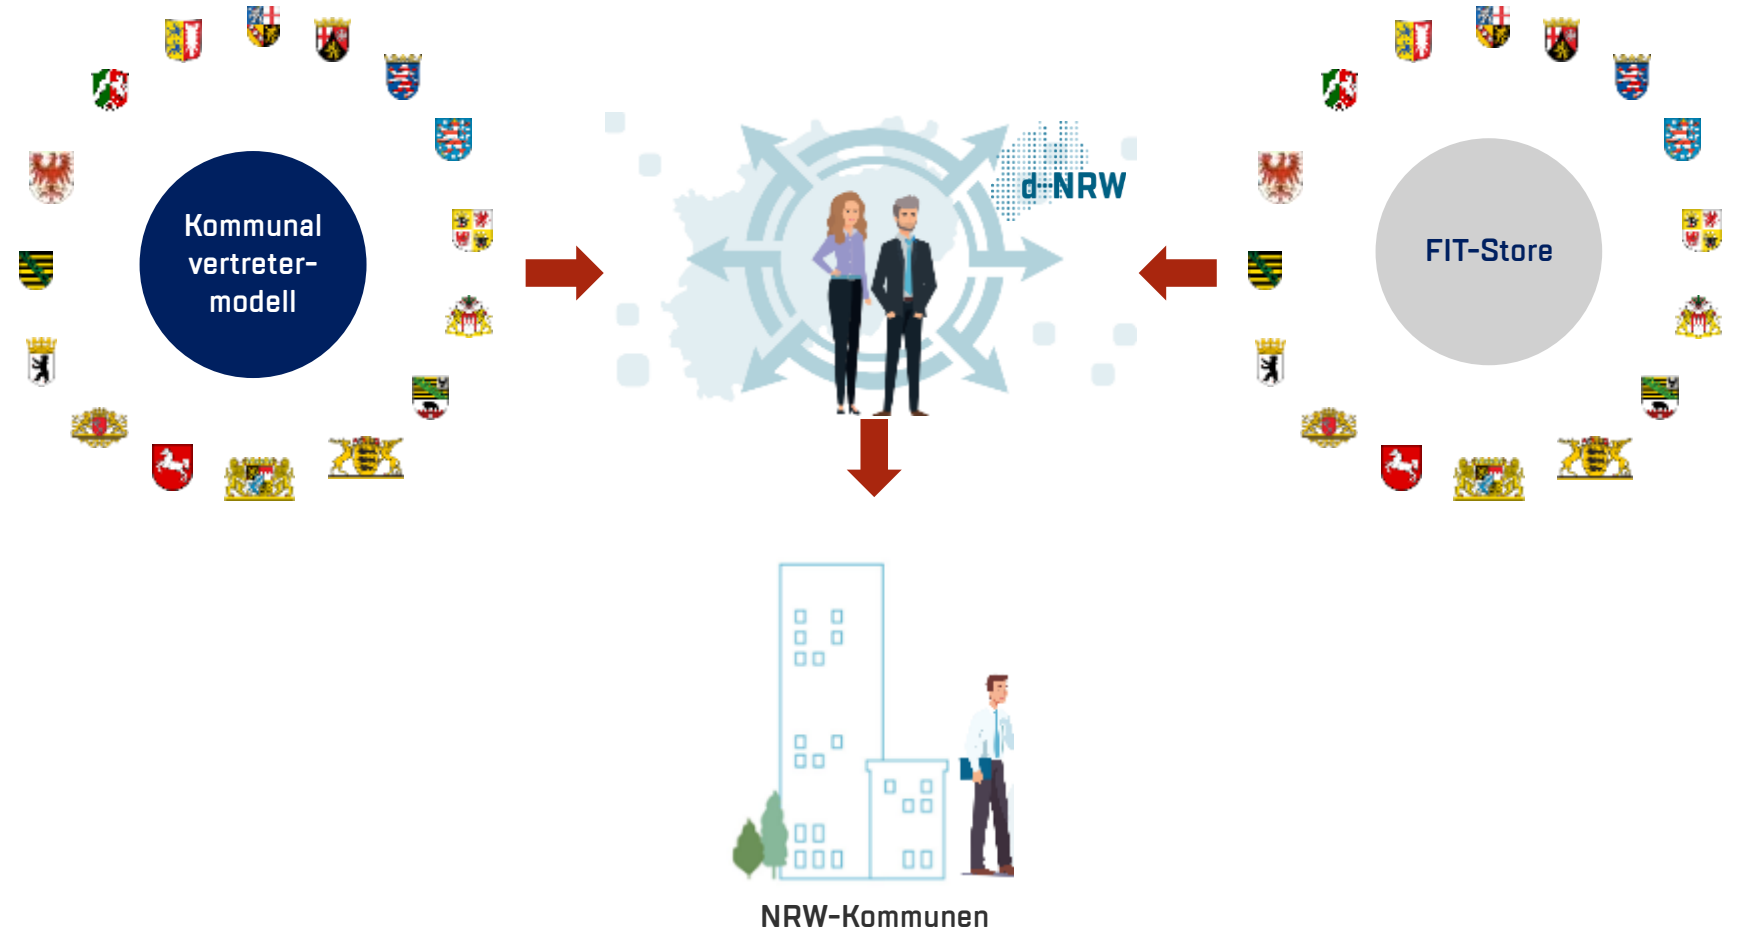 Kommunal
vertreter-
modell
d-NRW
FIT-Store
NRW-Kommunen